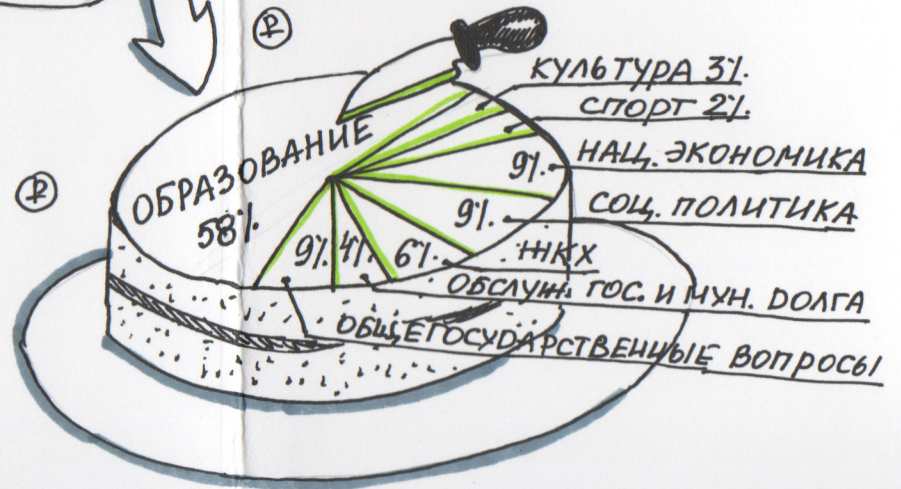 ₽
КУЛЬТУРА 3%
СПОРТ 2%
ОБРАЗОВАНИЕ
58%
9% НАЦ. ЭКОНОМИКА
₽
9% СОЦ. ПОЛИТИКА
6% ЖКХ
4% ОБСЛУЖ. ГОС. И МУН. ДОЛГА
9% ОБЩЕГОСУДАРСТВЕННЫЕ ВОПРОСЫ